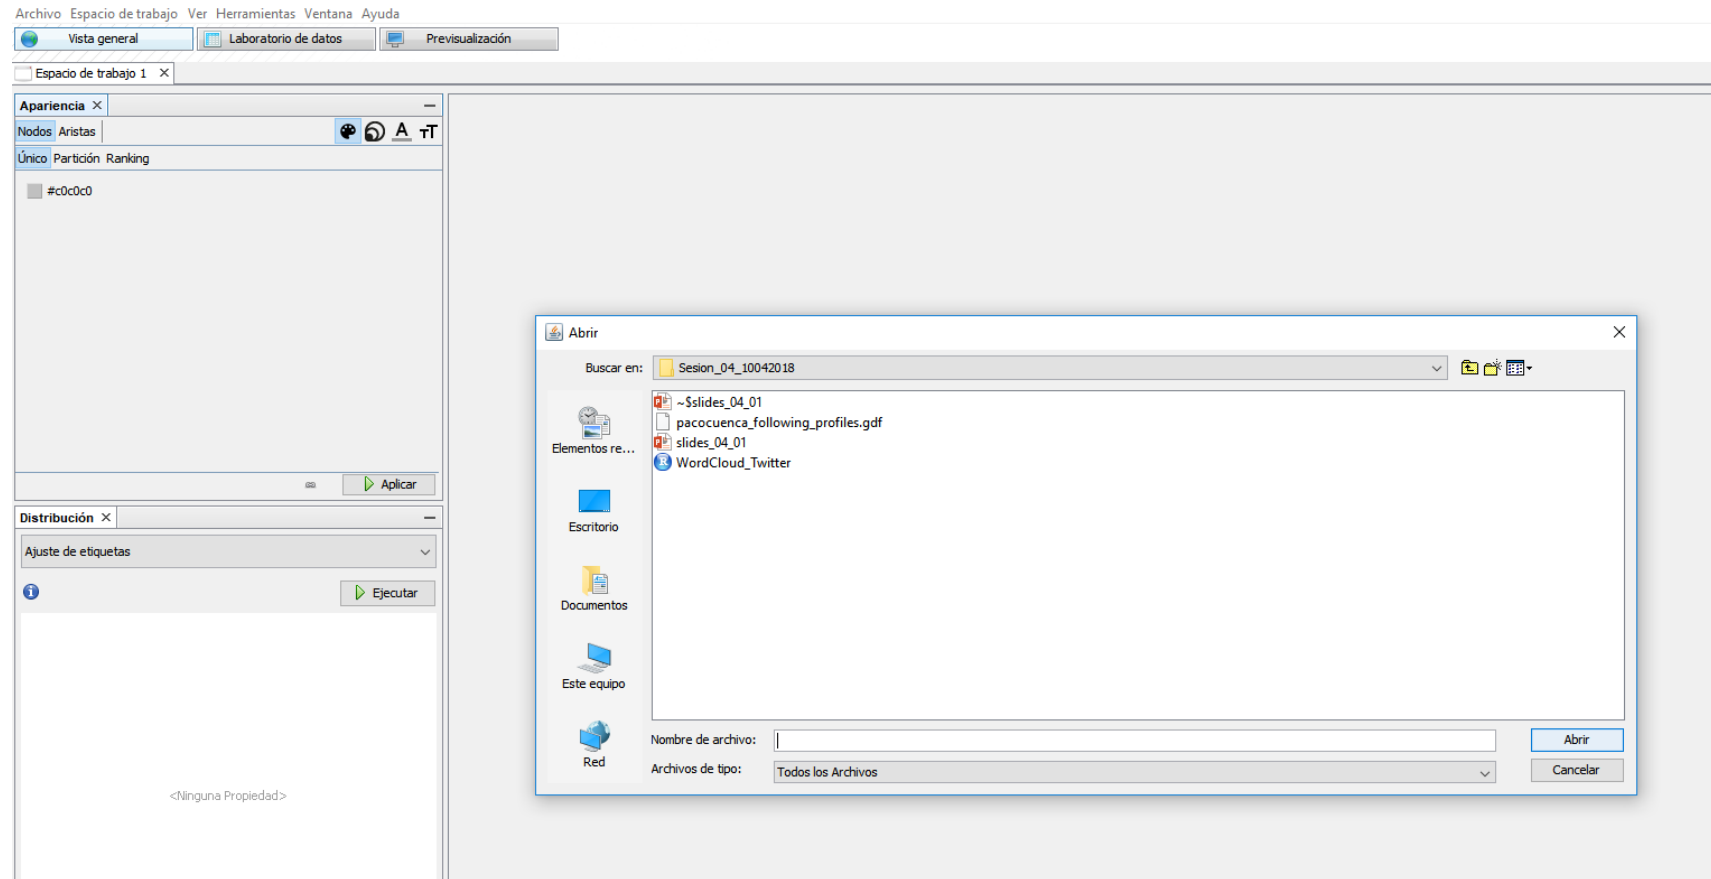 Archivo Espacio de trabajo Ver Herramientas Ventana Ayuda
Vista general Laboratorio de datos Previsualización
Espacio de trabajo 1
Apariencia
Nodos Aristas A TT
Único Partición Ranking
#c0c0c0
Aplicar
Distribución
Ajuste de etiquetas
Ejecutar
<Ninguna Propiedad>
Abrir
Buscar en: Sesion_04_10042018
~$slides_04_01
pacocuenca_following_profiles.gdf
slides_04_01
WordCloud_Twitter
Elementos re...
Escritorio
Documentos
Este equipo
Red
Nombre de archivo: Abrir
Archivos de tipo: Todos los Archivos Cancelar